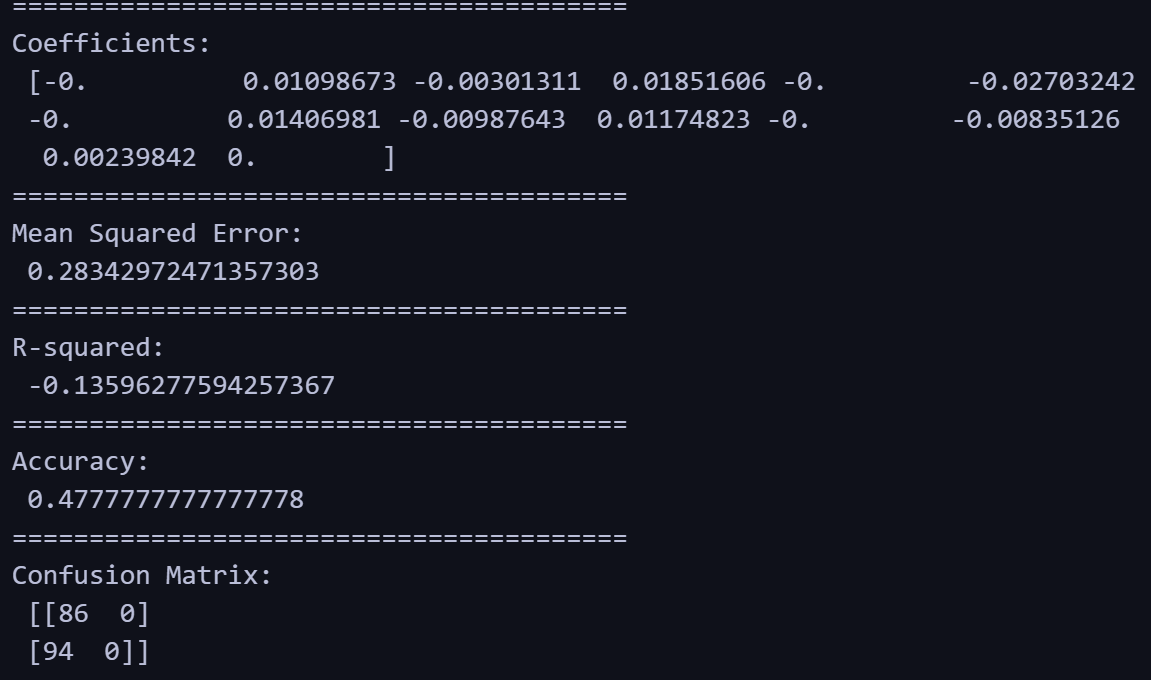 ========================================
Coefficients:
 [-0.          0.01098673 -0.00301311  0.01851606 -0.         -0.02703242
 -0.          0.01406981 -0.00987643  0.01174823 -0.         -0.00835126
  0.00239842  0.        ]
========================================
Mean Squared Error:
 0.28342972471357303
========================================
R-squared:
 -0.13596277594257367
========================================
Accuracy:
 0.4777777777777778
========================================
Confusion Matrix:
 [[86  0]
 [94  0]]